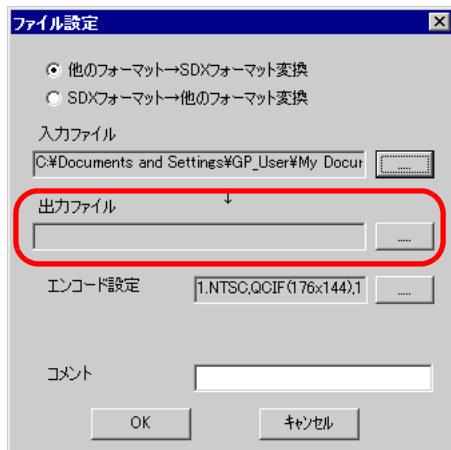 ファイル設定
他のフォーマット→SDXフォーマット変換
SDXフォーマット→他のフォーマット変換
入力ファイル
C:¥Documents and Settings¥GP_User¥My Docur
.....
↓
出力ファイル
.....
エンコード設定
1.NTSC,QCIF(176x144),1
.....
コメント
OK
キャンセル